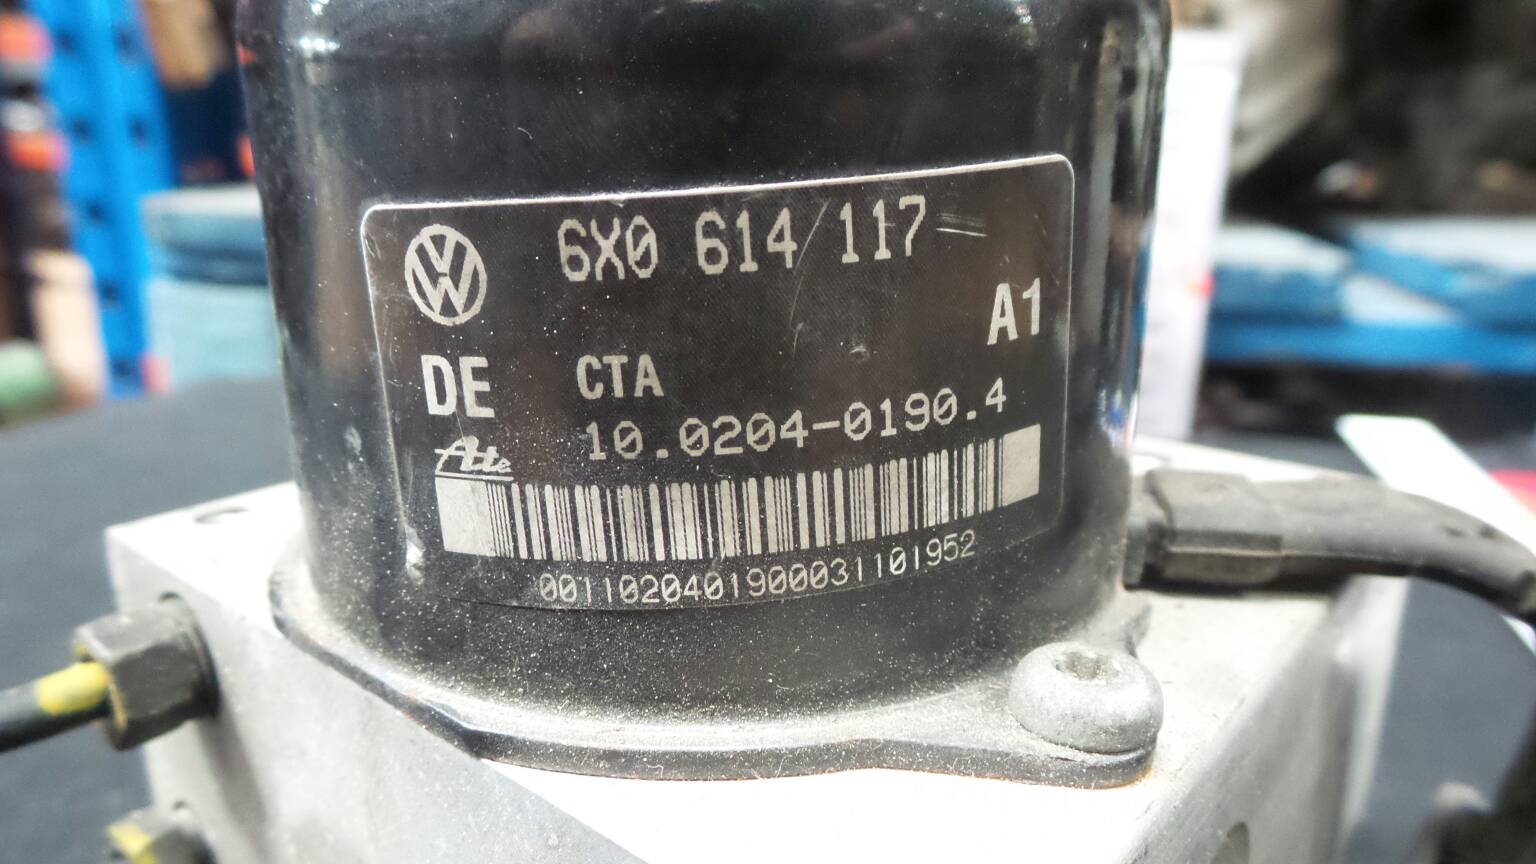 6X0 614 117
A1
DE CTA
10.0204-0190.4
Ate
00110204019000031101952